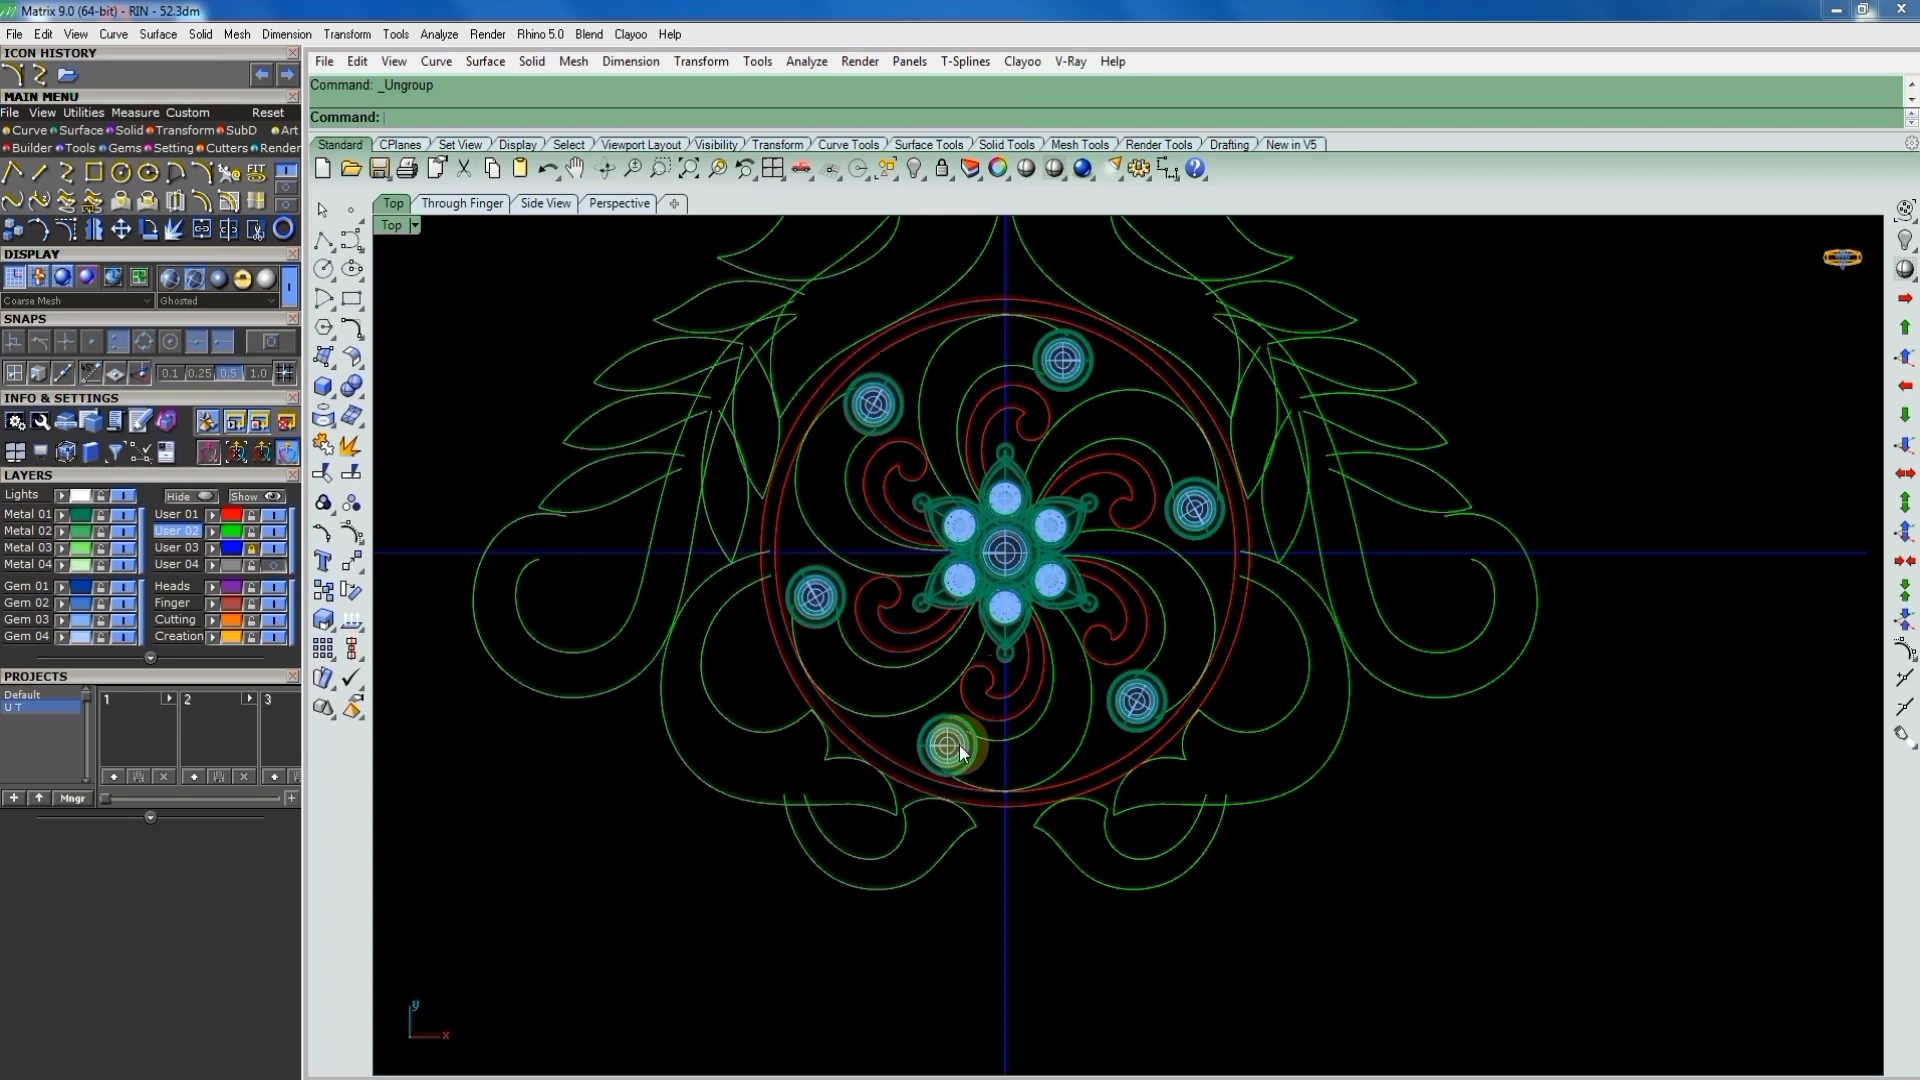 Matrix 9.0 (64-bit) - RIN - 52.3dm
File Edit View Curve Surface Solid Mesh Dimension Transform Tools Analyze Render Rhino 5.0 Blend Clayoo Help
ICON HISTORY
MAIN MENU
File View Utilities Measure Custom Reset
Curve Surface Solid Transform SubD Art
Builder Tools Gems Setting Cutters Render
FIT
DISPLAY
Coarse Mesh Ghosted
SNAPS
0.1 0.25 0.5 1.0
INFO & SETTINGS
LAYERS
Lights Hide Show
Metal 01 User 01
Metal 02 User 02
Metal 03 User 03
Metal 04 User 04
Gem 01 Heads
Gem 02 Finger
Gem 03 Cutting
Gem 04 Creation
PROJECTS
Default
U T
1 2 3
Mngr
File Edit View Curve Surface Solid Mesh Dimension Transform Tools Analyze Render Panels T-Splines Clayoo V-Ray Help
Command: _Ungroup
Command:
Standard CPlanes Set View Display Select Viewport Layout Visibility Transform Curve Tools Surface Tools Solid Tools Mesh Tools Render Tools Drafting New in V5
Top Through Finger Side View Perspective
Top
y
x